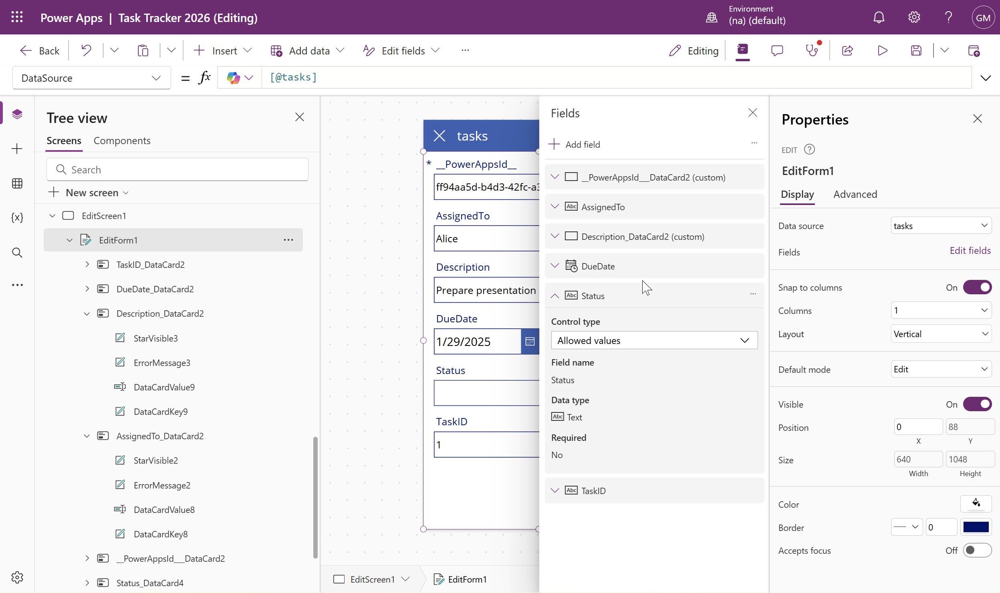 Power Apps | Task Tracker 2026 (Editing)
Environment
(na) (default)
GM
Back
Insert
Add data
Edit fields
Editing
DataSource
= fx
[@tasks]
Tree view
Screens
Components
Search
New screen
EditScreen1
EditForm1
TaskID_DataCard2
DueDate_DataCard2
Description_DataCard2
StarVisible3
ErrorMessage3
DataCardValue9
DataCardKey9
AssignedTo_DataCard2
StarVisible2
ErrorMessage2
DataCardValue8
DataCardKey8
__PowerAppsId___DataCard2
Status_DataCard4
tasks
* __PowerAppsId__
ff94aa5d-b4d3-42fc-a3
AssignedTo
Alice
Description
Prepare presentation
DueDate
1/29/2025
Status
TaskID
1
EditScreen1
EditForm1
Fields
Add field
__PowerAppsId___DataCard2 (custom)
Abc AssignedTo
Description_DataCard2 (custom)
DueDate
Abc Status
Control type
Allowed values
Field name
Status
Data type
Abc Text
Required
No
Abc TaskID
Properties
EDIT
EditForm1
Display
Advanced
Data source
tasks
Fields
Edit fields
Snap to columns
On
Columns
1
Layout
Vertical
Default mode
Edit
Visible
On
Position
0
88
X
Y
Size
640
1048
Width
Height
Color
Border
0
Accepts focus
Off